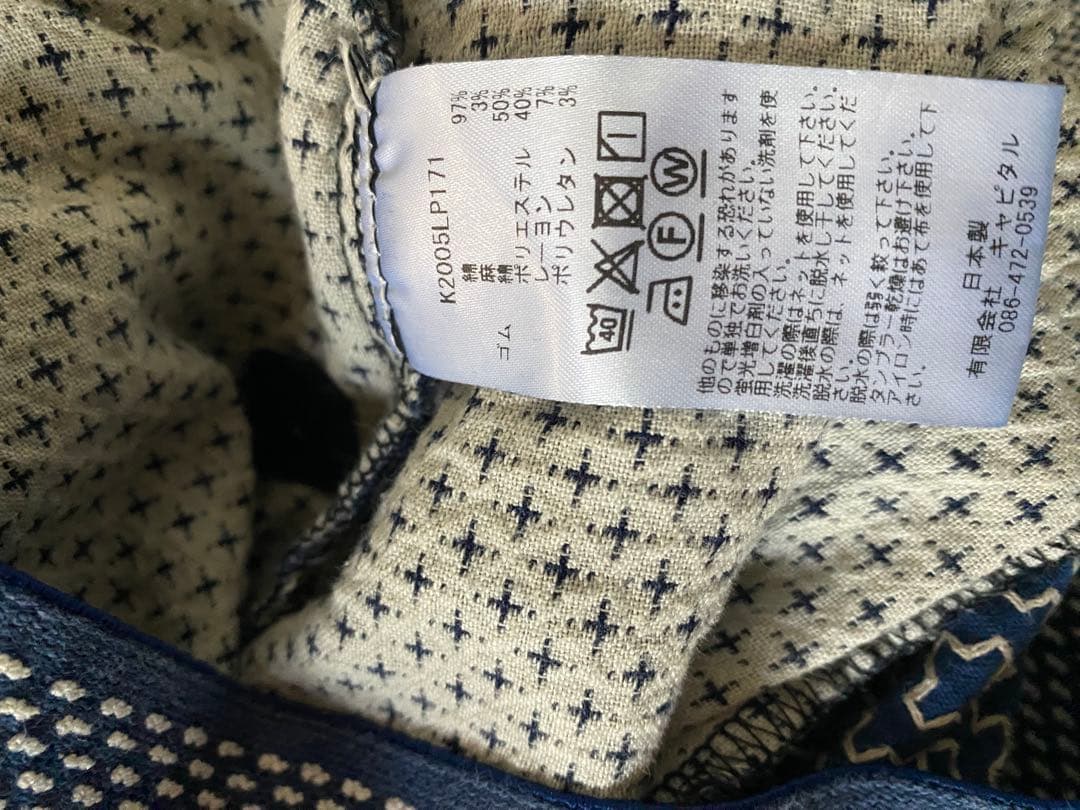 K2005LP171
綿 97%
麻 3%
ゴム 綿 50%
ポリエステル 40%
レーヨン 7%
ポリウレタン 3%
40
F W
他のものに移染する恐れがあります
ので単独でお洗いください。
蛍光増白剤の入っていない洗剤を使
用してください。
洗濯の際はネットを使用して下さい。
洗濯後直ちに脱水し干してください。
脱水の際は、ネットを使用してくだ
さい。
脱水の際は弱く絞って下さい。
タンブラー乾燥はお避け下さい。
アイロン時にはあて布を使用して下
さい。
日本製
有限会社 キャピタル
086-472-0539